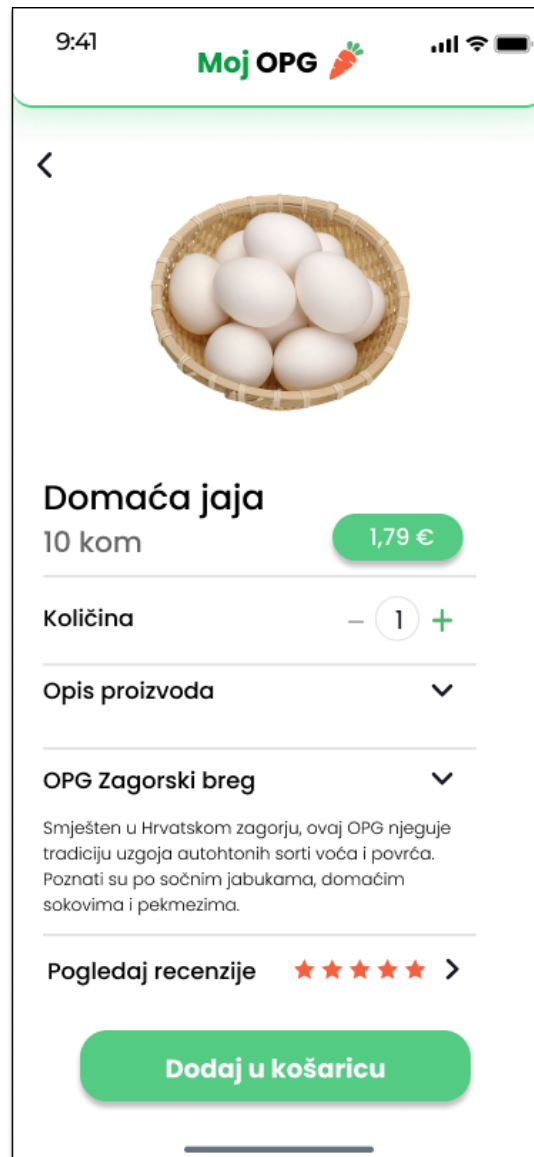 9:41
Moj OPG
Domaća jaja
10 kom
1,79 €
Količina
– 1 +
Opis proizvoda
OPG Zagorski breg
Smješten u Hrvatskom zagorju, ovaj OPG njeguje
tradiciju uzgoja autohtonih sorti voća i povrća.
Poznati su po sočnim jabukama, domaćim
sokovima i pekmezima.
Pogledaj recenzije
Dodaj u košaricu